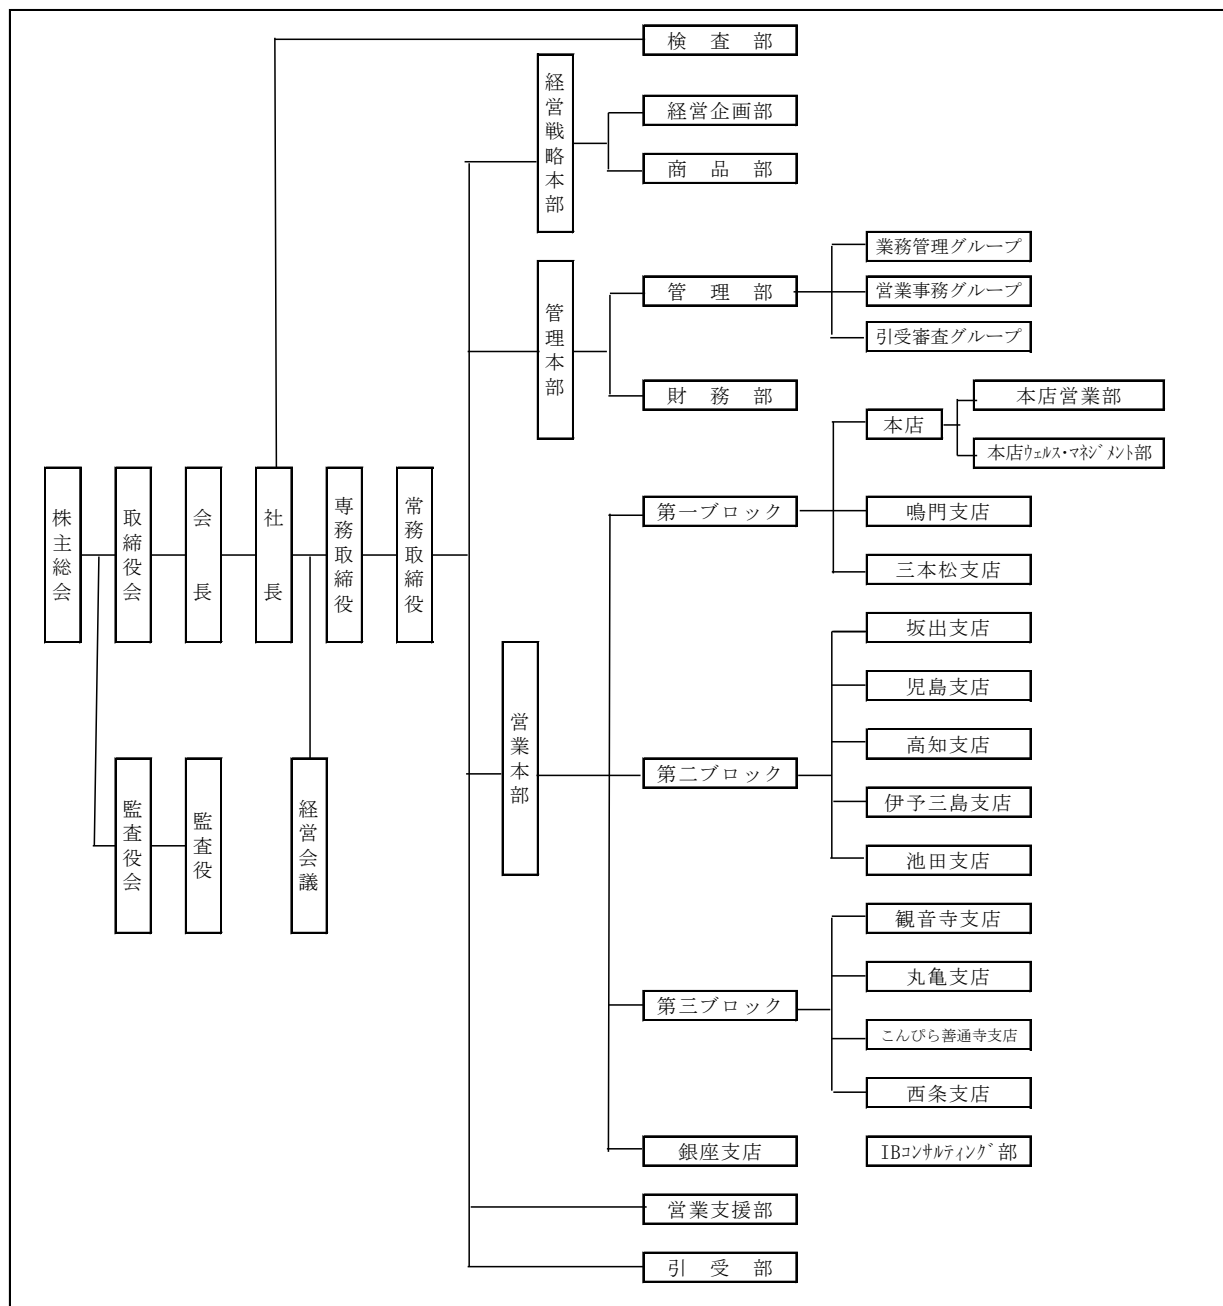 検 査 部
経営戦略本部
経営企画部
商 品 部
管理本部
管 理 部
業務管理グループ
営業事務グループ
引受審査グループ
財 務 部
株主総会
取締役会
会長
社長
専務取締役
常務取締役
監査役会
監査役
経営会議
営業本部
第一ブロック
本店
本店営業部
本店ウェルス・マネジメント部
鳴門支店
三本松支店
第二ブロック
坂出支店
児島支店
高知支店
伊予三島支店
池田支店
第三ブロック
観音寺支店
丸亀支店
こんぴら善通寺支店
西条支店
銀座支店
IBコンサルティング部
営業支援部
引 受 部